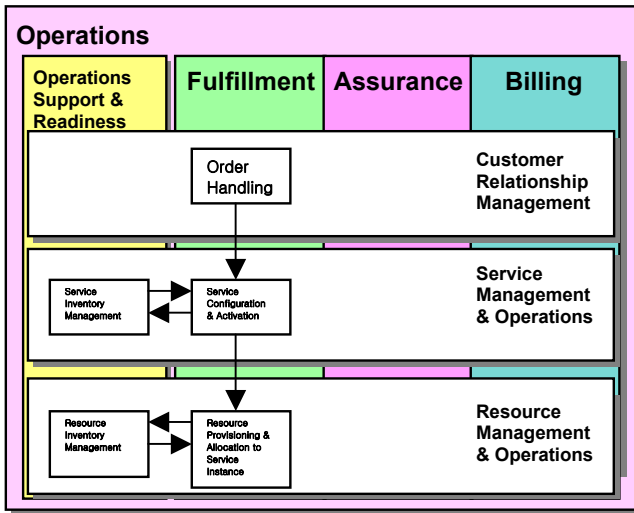 Operations
Operations
Support &
Readiness
Fulfillment
Assurance
Billing
Order
Handling
Customer
Relationship
Management
Service
Inventory
Management
Service
Configuration
& Activation
Service
Management
& Operations
Resource
Inventory
Management
Resource
Provisioning &
Allocation to
Service
Instance
Resource
Management
& Operations